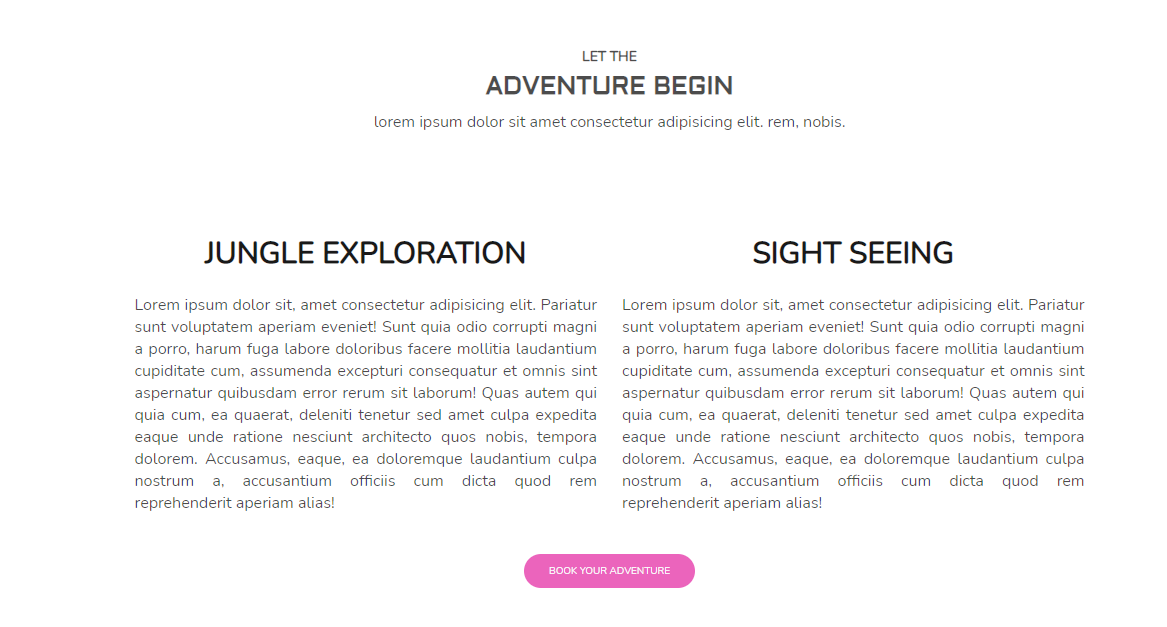 LET THE
ADVENTURE BEGIN
lorem ipsum dolor sit amet consectetur adipisicing elit. rem, nobis.
JUNGLE EXPLORATION
Lorem ipsum dolor sit, amet consectetur adipisicing elit. Pariatur
sunt voluptatem aperiam eveniet! Sunt quia odio corrupti magni
a porro, harum fuga labore doloribus facere mollitia laudantium
cupiditate cum, assumenda excepturi consequatur et omnis sint
aspernatur quibusdam error rerum sit laborum! Quas autem qui
quia cum, ea quaerat, deleniti tenetur sed amet culpa expedita
eaque unde ratione nesciunt architecto quos nobis, tempora
dolorem. Accusamus, eaque, ea doloremque laudantium culpa
nostrum a, accusantium officiis cum dicta quod rem
reprehenderit aperiam alias!
SIGHT SEEING
Lorem ipsum dolor sit, amet consectetur adipisicing elit. Pariatur
sunt voluptatem aperiam eveniet! Sunt quia odio corrupti magni
a porro, harum fuga labore doloribus facere mollitia laudantium
cupiditate cum, assumenda excepturi consequatur et omnis sint
aspernatur quibusdam error rerum sit laborum! Quas autem qui
quia cum, ea quaerat, deleniti tenetur sed amet culpa expedita
eaque unde ratione nesciunt architecto quos nobis, tempora
dolorem. Accusamus, eaque, ea doloremque laudantium culpa
nostrum a, accusantium officiis cum dicta quod rem
reprehenderit aperiam alias!
BOOK YOUR ADVENTURE